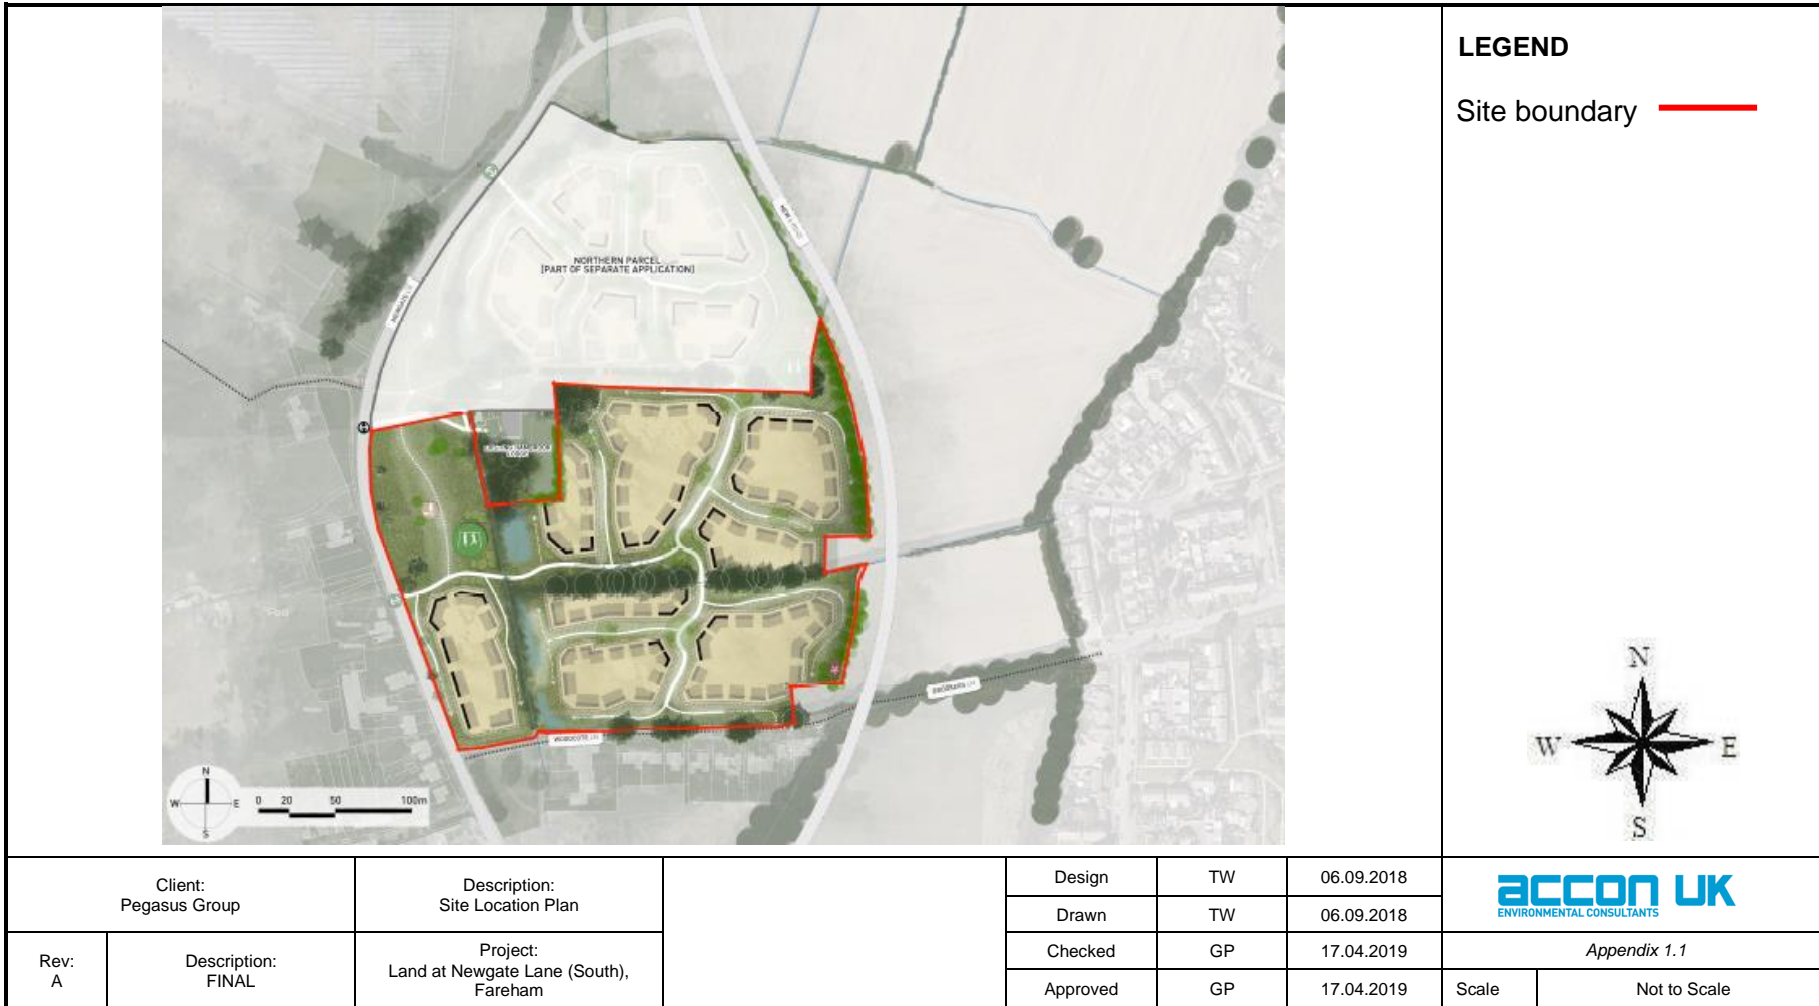 LEGEND
Site boundary
NORTHERN PARCEL
[PART OF SEPARATE APPLICATION]
N
W
E
S
0 20 50 100m
N
W
E
S
Client:
Pegasus Group
Description:
Site Location Plan
Rev:
A
Description:
FINAL
Project:
Land at Newgate Lane (South),
Fareham
Design TW 06.09.2018
Drawn TW 06.09.2018
Checked GP 17.04.2019
Approved GP 17.04.2019
accon UK
ENVIRONMENTAL CONSULTANTS
Appendix 1.1
Scale Not to Scale